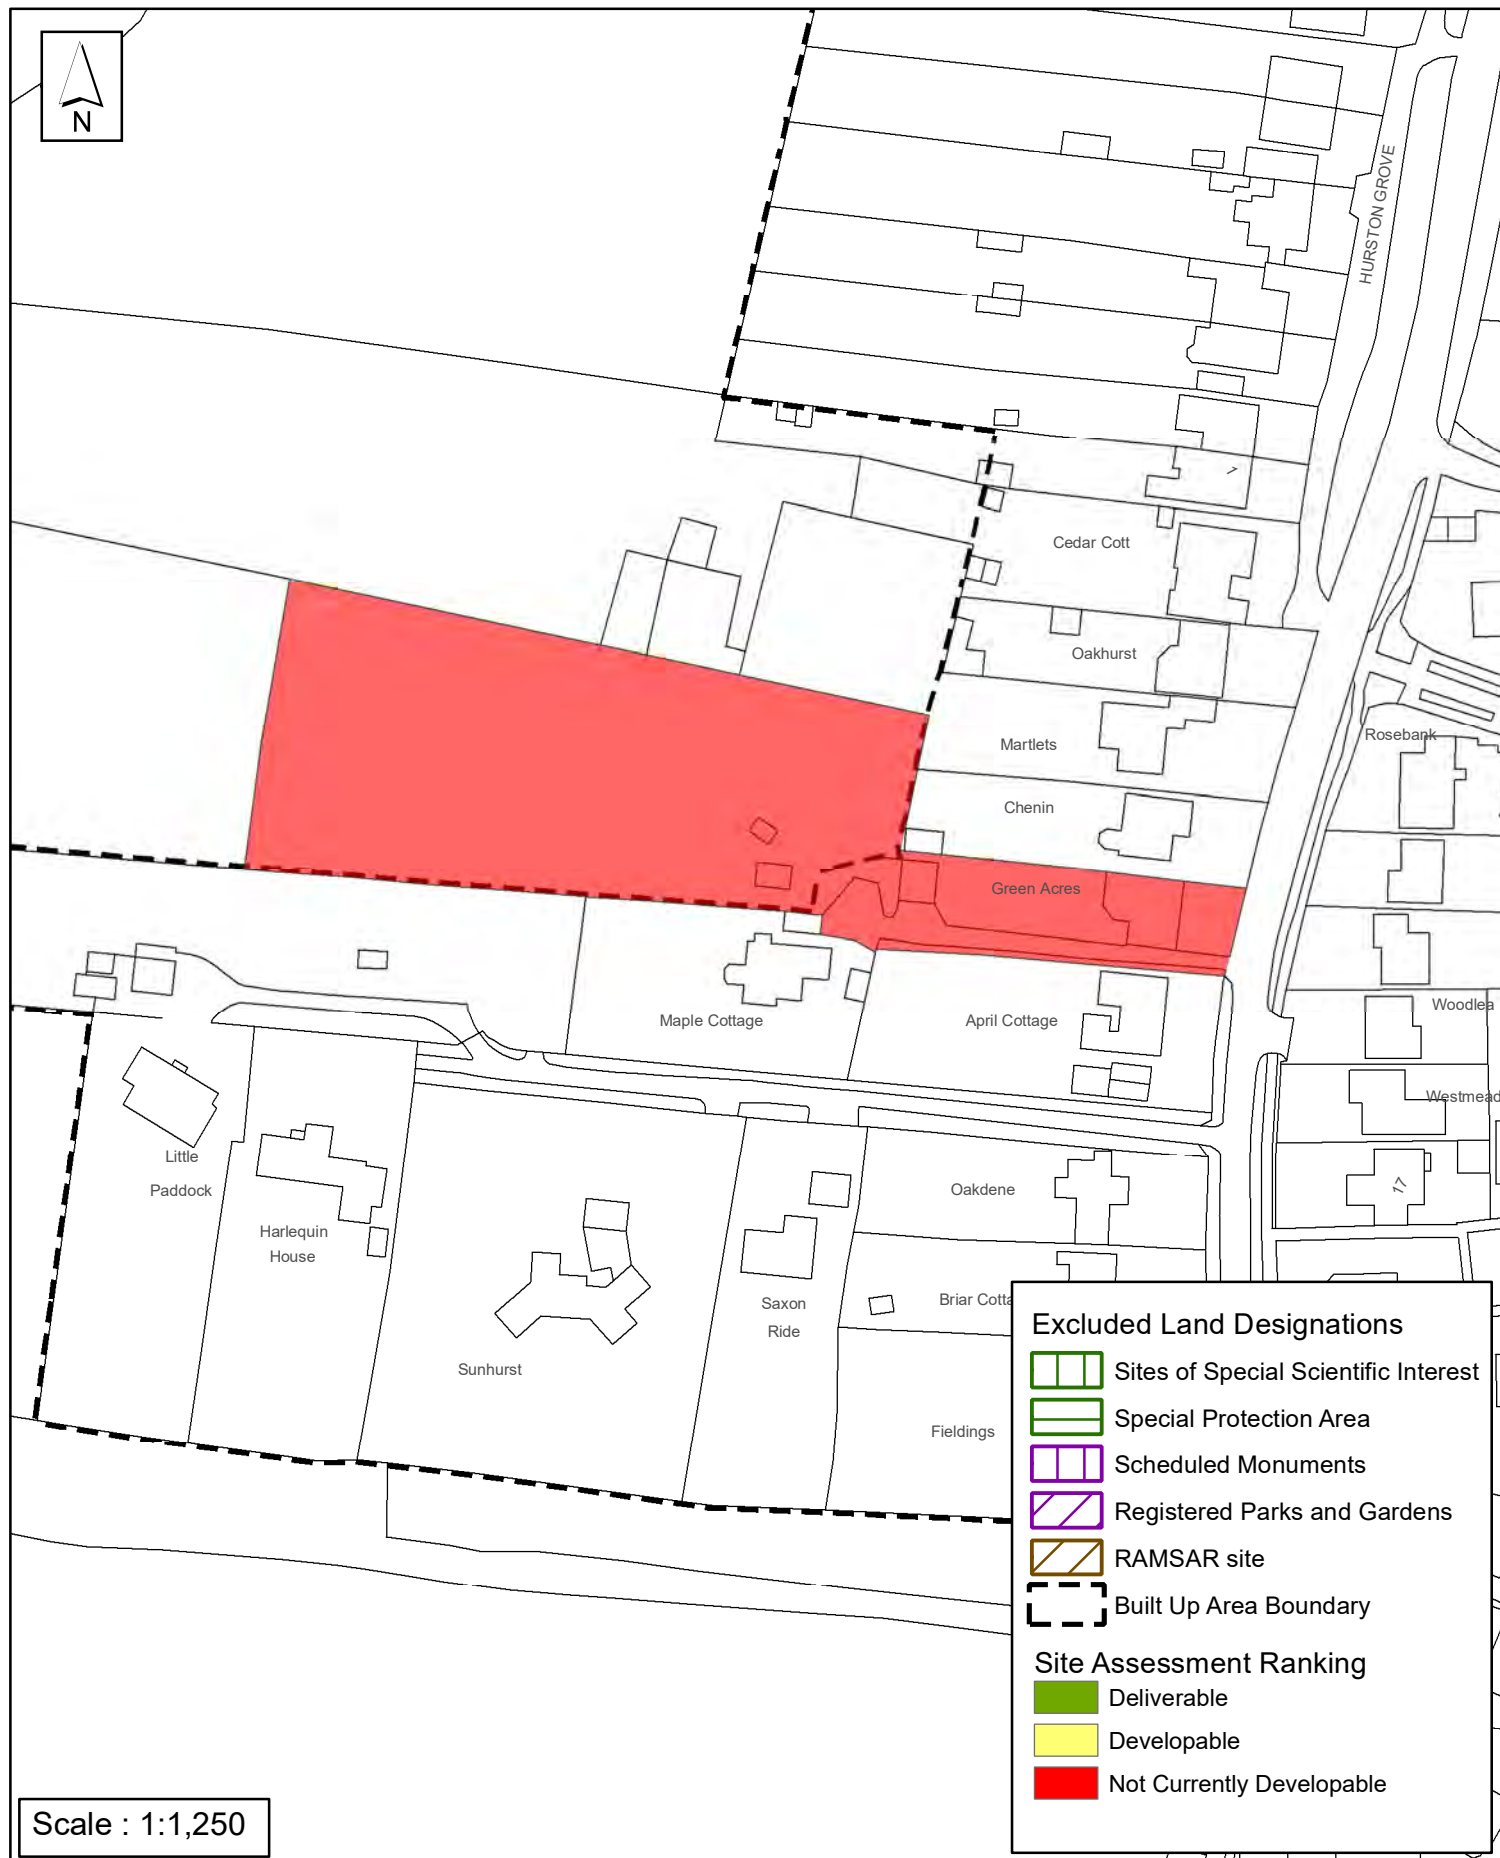 N
HURSTON GROVE
1
Cedar Cott
Oakhurst
Martlets
Rosebank
Chenin
Green Acres
Woodlea
Maple Cottage
April Cottage
Westmead
Little
Paddock
17
Oakdene
Harlequin
House
Saxon
Ride
Briar Cotta
Sunhurst
Fieldings
Excluded Land Designations
Sites of Special Scientific Interest
Special Protection Area
Scheduled Monuments
Registered Parks and Gardens
RAMSAR site
Built Up Area Boundary
Site Assessment Ranking
Deliverable
Developable
Not Currently Developable
Scale : 1:1,250